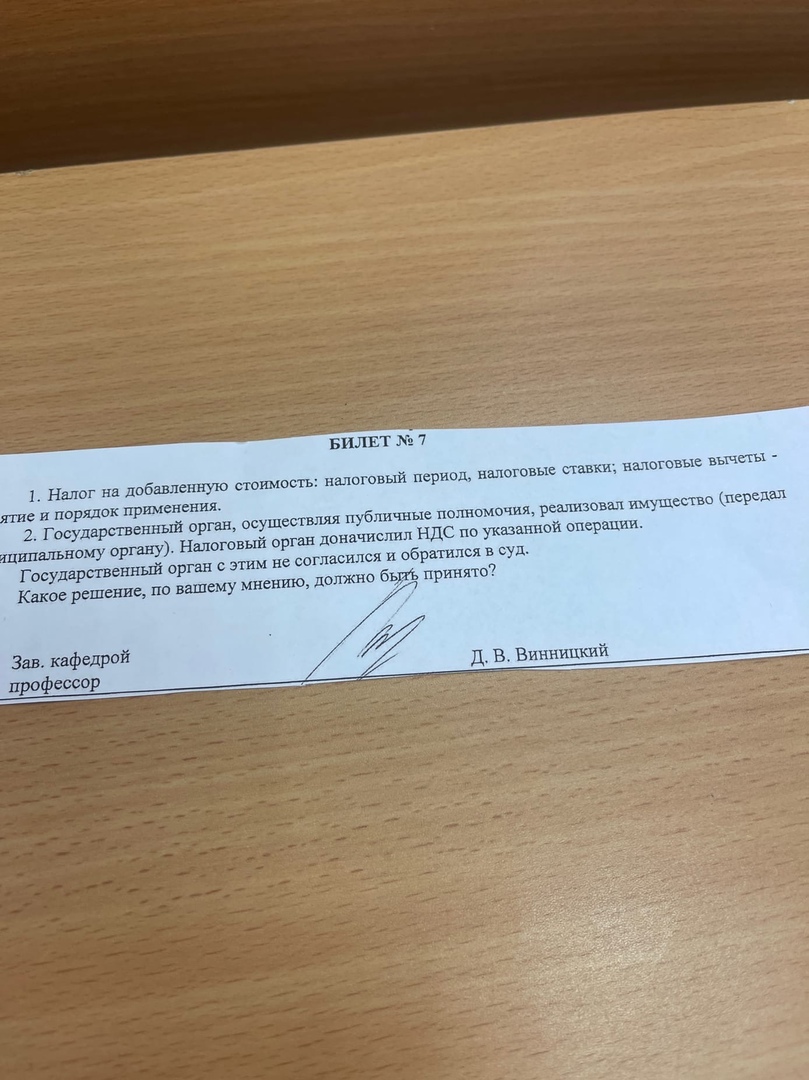 БИЛЕТ № 7
1. Налог на добавленную стоимость: налоговый период, налоговые ставки; налоговые вычеты -
ятие и порядок применения.
2. Государственный орган, осуществляя публичные полномочия, реализовал имущество (передал
иципальному органу). Налоговый орган доначислил НДС по указанной операции.
Государственный орган с этим не согласился и обратился в суд.
Какое решение, по вашему мнению, должно быть принято?
Зав. кафедрой
профессор
Д. В. Винницкий